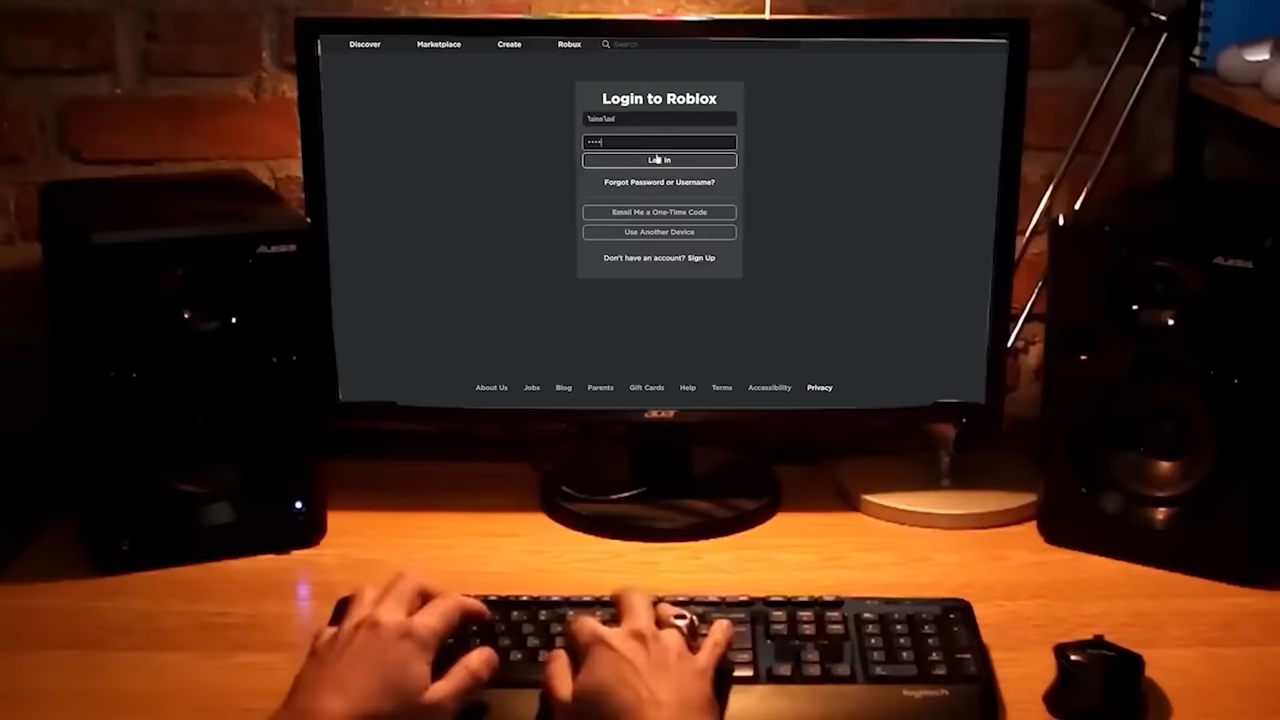 Discover Marketplace Create Robux Search
Login to Roblox
Log In
Forgot Password or Username?
Email Me a One-Time Code
Use Another Device
Don't have an account? Sign Up
About Us Jobs Blog Parents Gift Cards Help Terms Accessibility Privacy
acer
Logitech